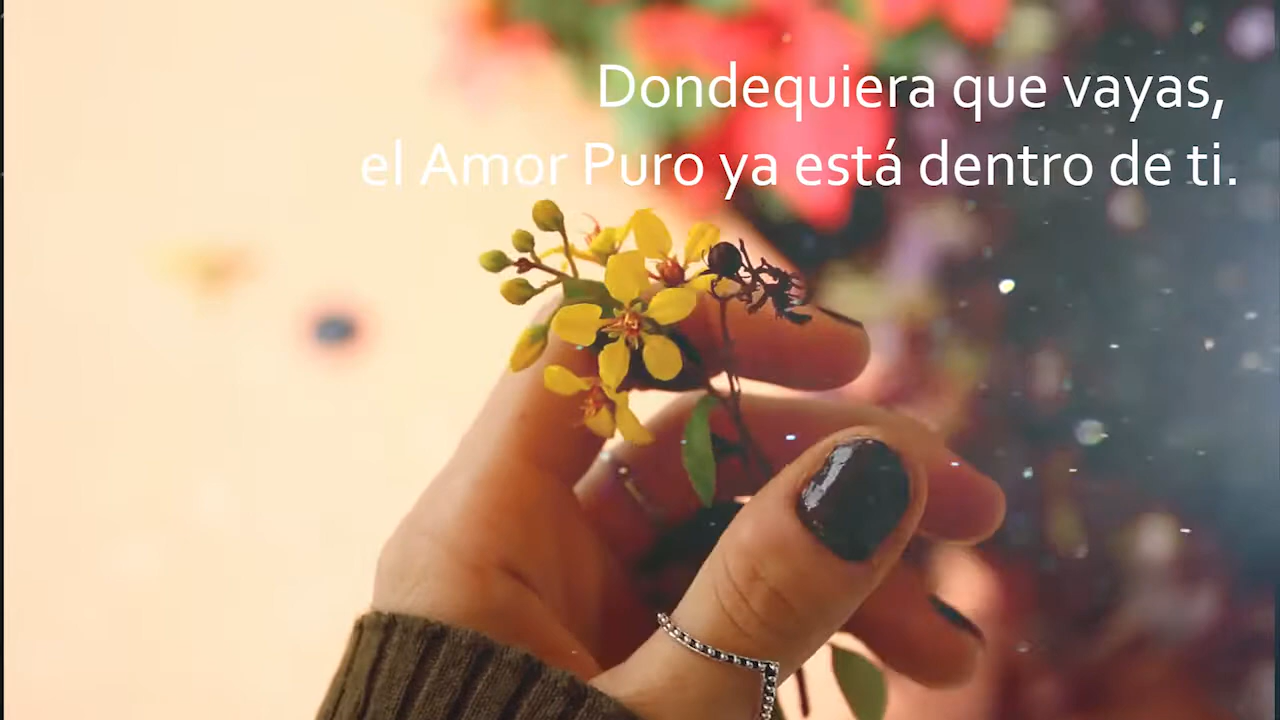 Dondequiera que vayas,
el Amor Puro ya está dentro de ti.